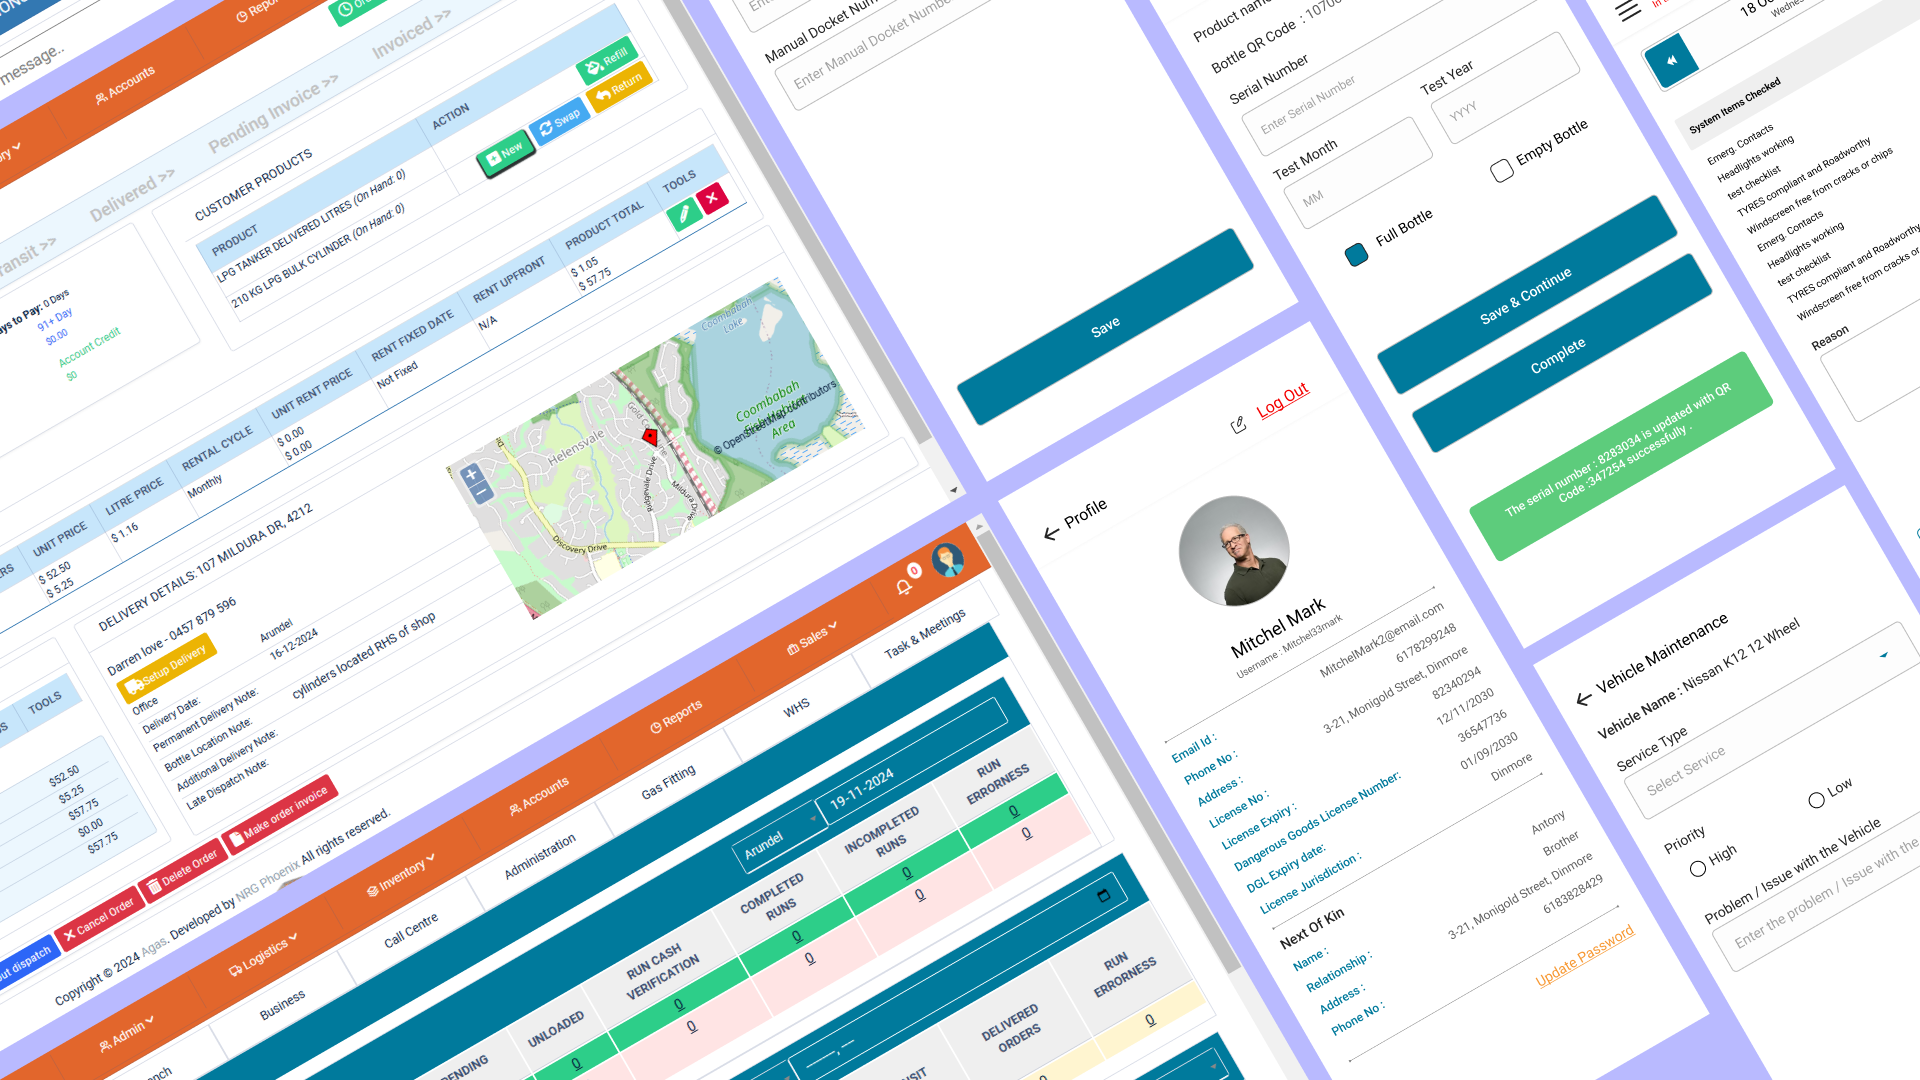 message..
Accounts
Delivered >>
Pending Invoice >>
Invoiced >>
CUSTOMER PRODUCTS
PRODUCT
ACTION
LPG TANKER DELIVERED LITRES (On Hand: 0)
210 KG LPG BULK CYLINDER (On Hand: 0)
Refill
Return
Swap
New
91+ Day
$0.00
Account Credit
$0
UNIT PRICE
LITRE PRICE
RENTAL CYCLE
UNIT RENT PRICE
RENT FIXED DATE
RENT UPFRONT
PRODUCT TOTAL
TOOLS
$ 52.50
$ 1.16
Monthly
$ 0.00
Not Fixed
N/A
$ 1.05
$ 5.25
$ 0.00
$ 57.75
DELIVERY DETAILS: 107 MILDURA DR, 4212
Darren love - 0457 879 596
Setup Delivery
Office
Arundel
Delivery Date:
16-12-2024
Permanent Delivery Note:
Bottle Location Note:
cylinders located RHS of shop
Additional Delivery Note:
Late Dispatch Note:
+
−
Helensvale
Discovery Drive
Ridgevale Drive
Mildura Drive
Coombabah
Lake
Coombabah
Area
© OpenStreetMap contributors
TOOLS
$52.50
$5.25
$57.75
$0.00
$57.75
Cancel Order
Delete Order
Make order invoice
Copyright © 2024 Agas. Developed by NRG Phoenix All rights reserved.
Admin
Logistics
Inventory
Accounts
Reports
Sales
0
Business
Call Centre
Administration
Gas Fitting
WHS
Task & Meetings
Arundel
19-11-2024
UNLOADED
RUN CASH
VERIFICATION
COMPLETED
RUNS
INCOMPLETED
RUNS
RUN
ERRORNESS
0
0
0
0
0
0
0
0
0
DELIVERED
ORDERS
RUN
ERRORNESS
0
Manual Docket Num
Enter Manual Docket Number
Save
Product name
Bottle QR Code
Serial Number
Enter Serial Number
Test Year
YYYY
Test Month
MM
Empty Bottle
Full Bottle
Save & Continue
Complete
The serial number : 8283034 is updated with QR
Code :347254 successfully .
Log Out
Profile
Mitchel Mark
Username : Mitchel33mark
Email Id :
MitchelMark2@email.com
Phone No :
6178299248
Address :
3-21, Monigold Street, Dinmore
License No :
82340294
License Expiry :
12/11/2030
Dangerous Goods License Number:
36547736
DGL Expiry date:
01/09/2030
License Jurisdiction :
Dinmore
Next Of Kin
Name :
Antony
Relationship :
Brother
Address :
3-21, Monigold Street, Dinmore
Phone No :
618382​8429
Update Password
System Items Checked
Emerg. Contacts
Headlights working
test checklist
TYRES compliant and Roadworthy
Windscreen free from cracks or chips
Emerg. Contacts
Headlights working
test checklist
TYRES compliant and Roadworthy
Windscreen free from cracks or
Reason
Vehicle Maintenance
Vehicle Name : Nissan K12 12 Wheel
Service Type
Select Service
Priority
High
Low
Problem / Issue with the Vehicle
Enter the problem / Issue with the